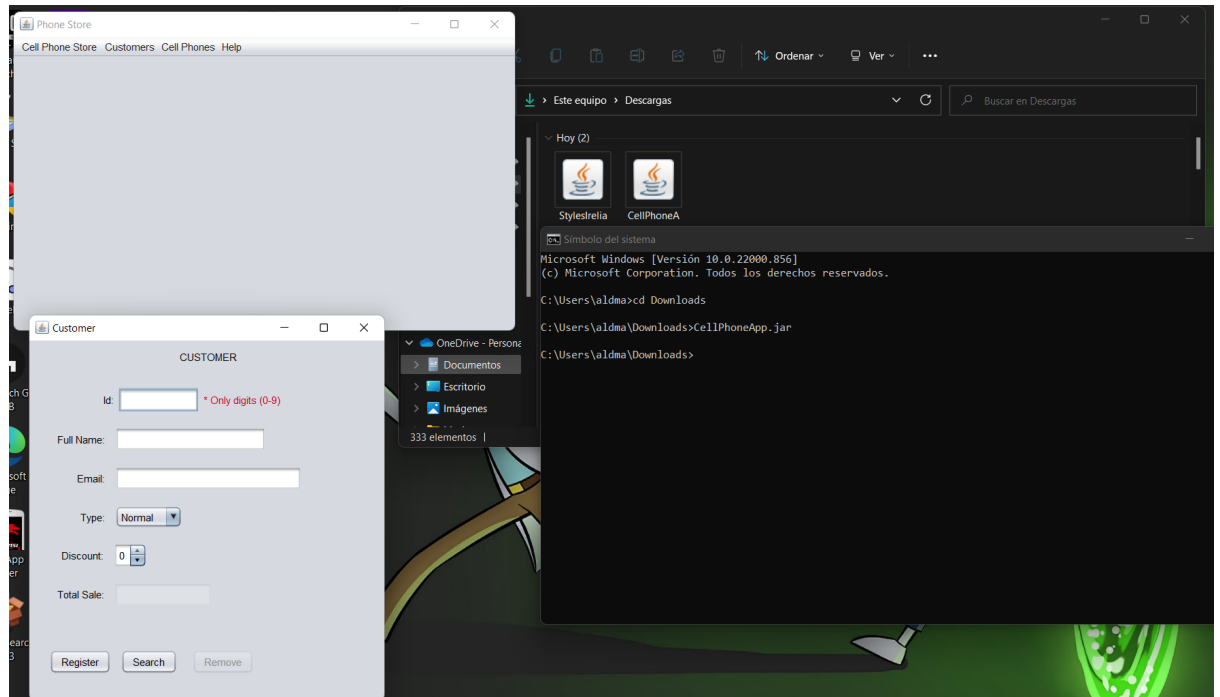 Phone Store
Cell Phone Store Customers Cell Phones Help
Ordenar
Ver
Este equipo > Descargas
Buscar en Descargas
Hoy (2)
StylesIrelia
CellPhoneA
Símbolo del sistema
Microsoft Windows [Versión 10.0.22000.856]
(c) Microsoft Corporation. Todos los derechos reservados.
C:\Users\aldma>cd Downloads
C:\Users\aldma\Downloads>CellPhoneApp.jar
C:\Users\aldma\Downloads>
OneDrive - Persona
Documentos
Escritorio
Imágenes
333 elementos
Customer
CUSTOMER
Id:
* Only digits (0-9)
Full Name:
Email:
Type:
Normal
Discount:
0
Total Sale:
Register
Search
Remove